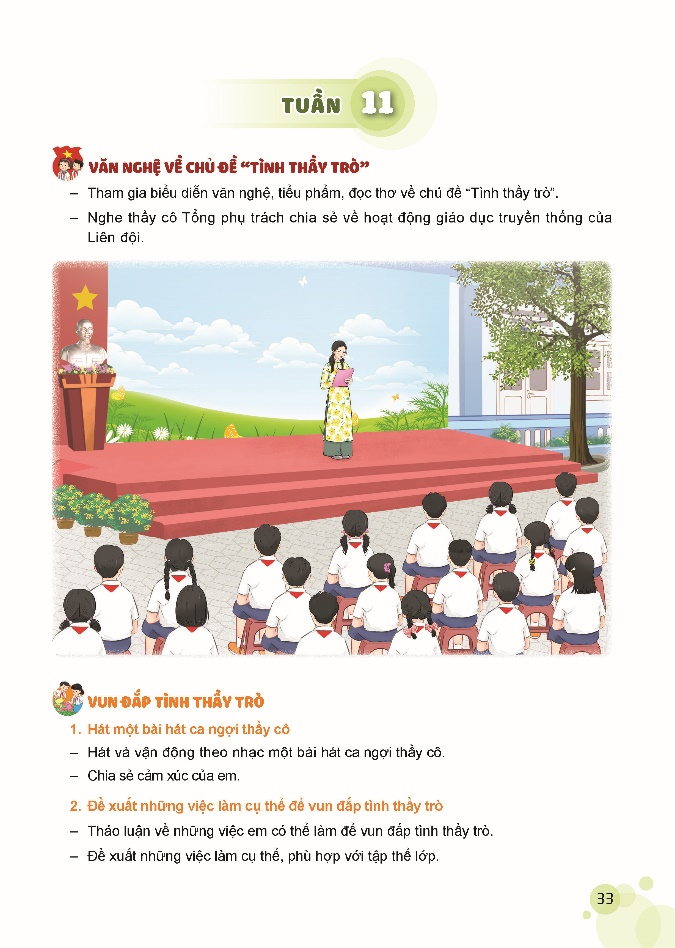 TUẦN 11
VĂN NGHỆ VỀ CHỦ ĐỀ “TÌNH THẦY TRÒ”
– Tham gia biểu diễn văn nghệ, tiểu phẩm, đọc thơ về chủ đề “Tình thầy trò”.
– Nghe thầy cô Tổng phụ trách chia sẻ về hoạt động giáo dục truyền thống của
Liên đội.
VUN ĐẮP TÌNH THẦY TRÒ
1. Hát một bài hát ca ngợi thầy cô
– Hát và vận động theo nhạc một bài hát ca ngợi thầy cô.
– Chia sẻ cảm xúc của em.
2. Đề xuất những việc làm cụ thể để vun đắp tình thầy trò
– Thảo luận về những việc em có thể làm để vun đắp tình thầy trò.
– Đề xuất những việc làm cụ thể, phù hợp với tập thể lớp.
33